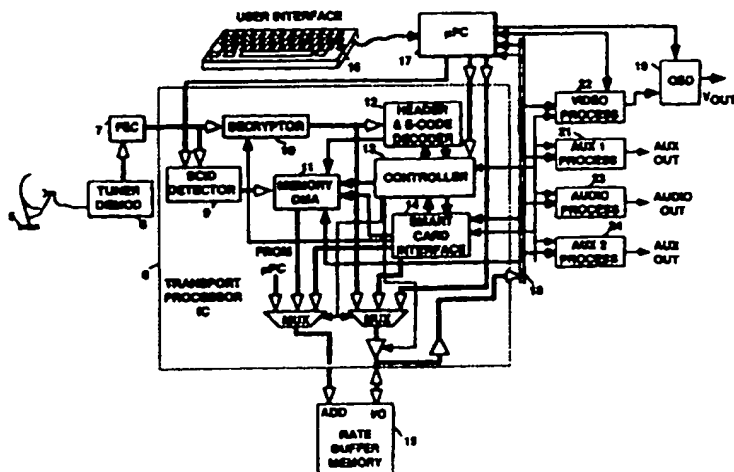 USER INTERFACE
16
μPC
17
19
OSD
VOUT
22
VIDEO
PROCESS
21
AUX 1
PROCESS
AUX
OUT
23
AUDIO
PROCESS
AUDIO
OUT
24
AUX 2
PROCESS
AUX
OUT
7
FEC
DECRYPTOR
10
12
HEADER
& E-CODE
DECODER
13
CONTROLLER
11
MEMORY
DMA
SCID
DETECTOR
9
14
SMART
CARD
INTERFACE
5
TUNER
DEMOD
6
8
TRANSPORT
PROCESSOR
IC
FROM
μPC
MUX
MUX
18
ADD
I/O
RATE
BUFFER
MEMORY
15